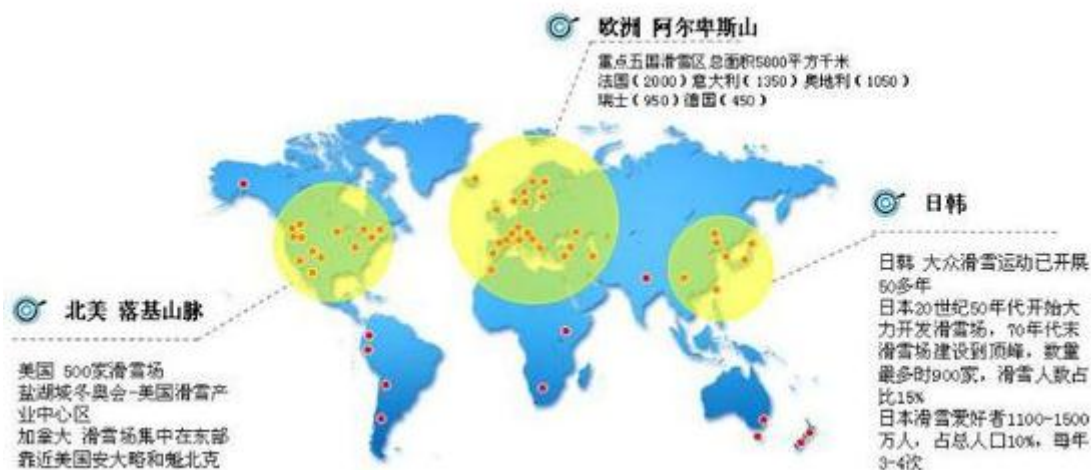 欧洲 阿尔卑斯山
重点五国滑雪区总面积5800平方千米
法国(2000)意大利(1350)奥地利(1050)
瑞士(950)德国(450)
日韩
日韩 大众滑雪运动已开展
50多年
日本20世纪50年代开始大
力开发滑雪场，70年代末
滑雪场建设到顶峰，数量
最多时900家，滑雪人数占
比15%
日本滑雪爱好者1100-1500
万人，占总人口10%，每年
3-4次
北美 落基山脉
美国 500家滑雪场
盐湖城冬奥会-美国滑雪产
业中心区
加拿大 滑雪场集中在东部
靠近美国安大略和魁北克